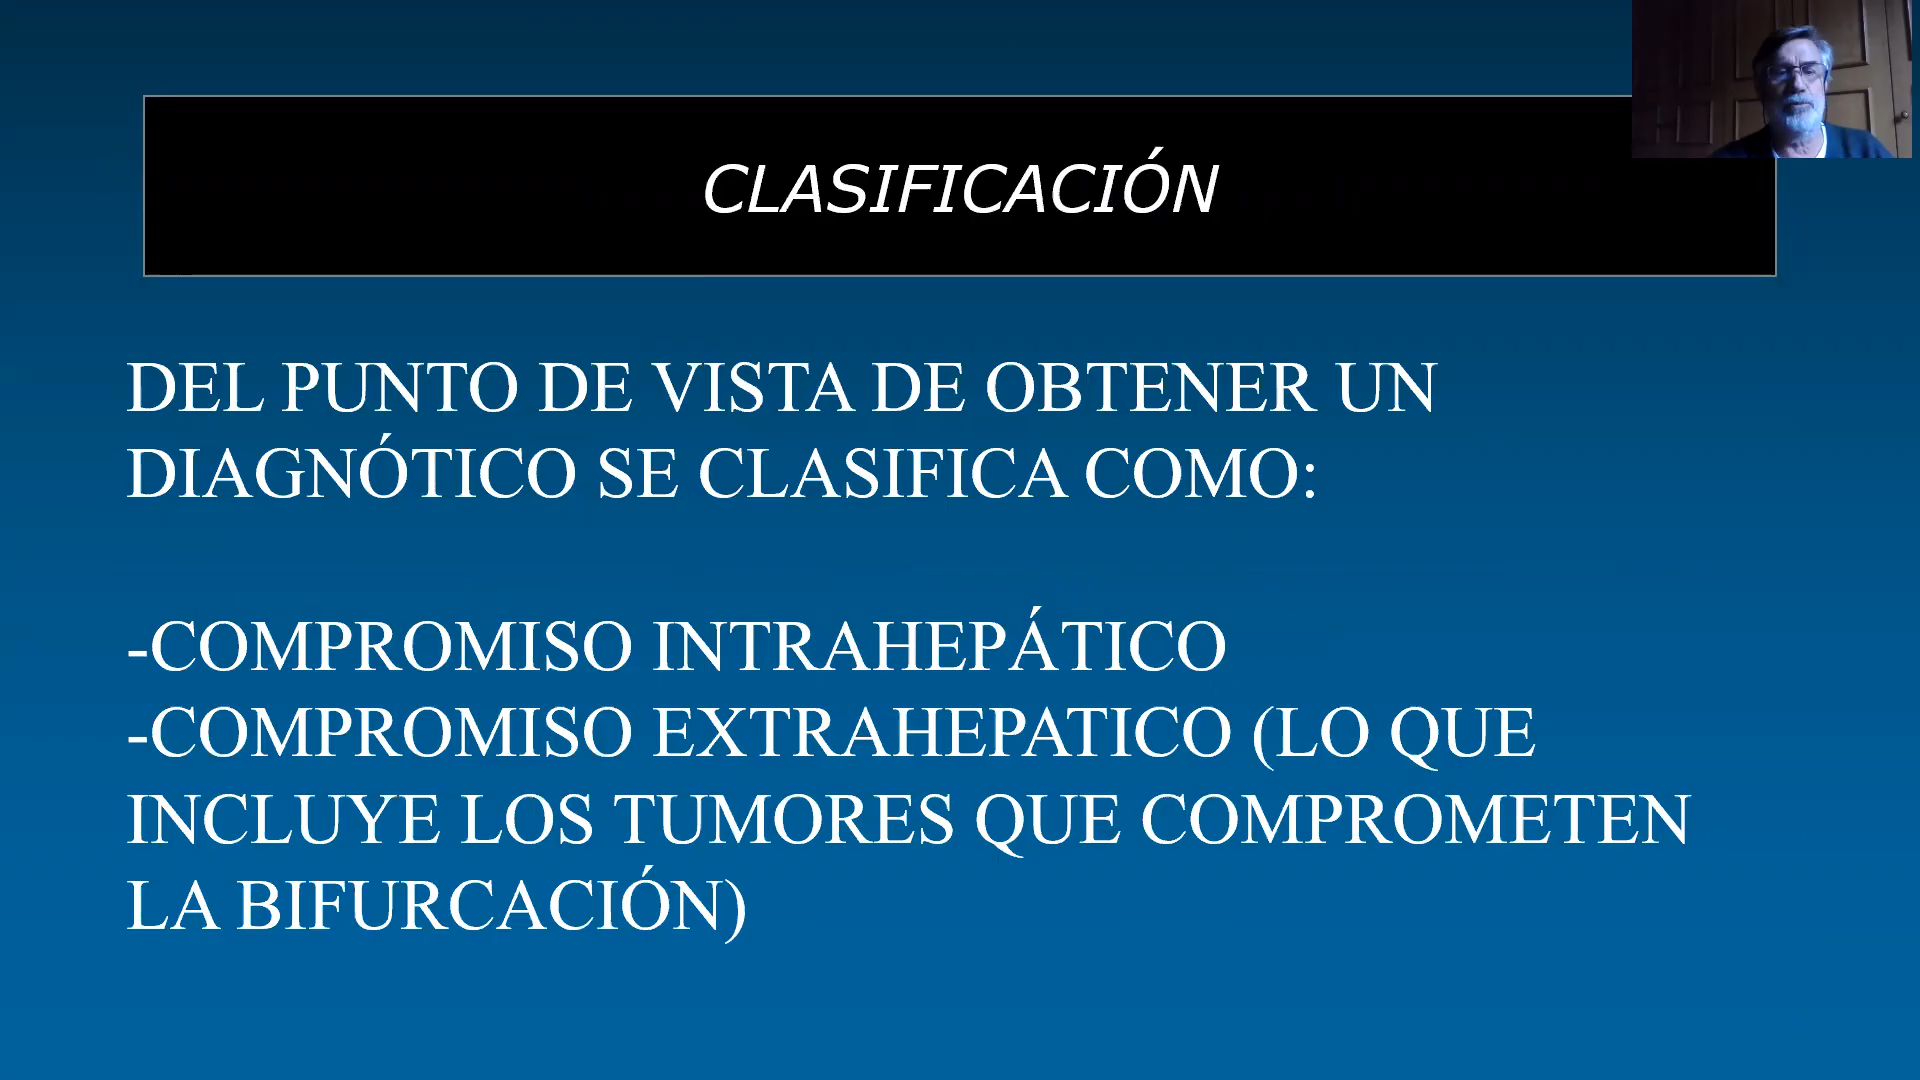 CLASIFICACIÓN
DEL PUNTO DE VISTA DE OBTENER UN
DIAGNÓTICO SE CLASIFICA COMO:
-COMPROMISO INTRAHEPÁTICO
-COMPROMISO EXTRAHEPATICO (LO QUE
INCLUYE LOS TUMORES QUE COMPROMETEN
LA BIFURCACIÓN)